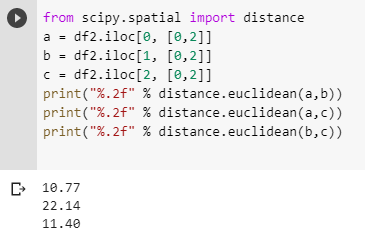 from scipy.spatial import distance
a = df2.iloc[0, [0,2]]
b = df2.iloc[1, [0,2]]
c = df2.iloc[2, [0,2]]
print("%.2f" % distance.euclidean(a,b))
print("%.2f" % distance.euclidean(a,c))
print("%.2f" % distance.euclidean(b,c))
10.77
22.14
11.40